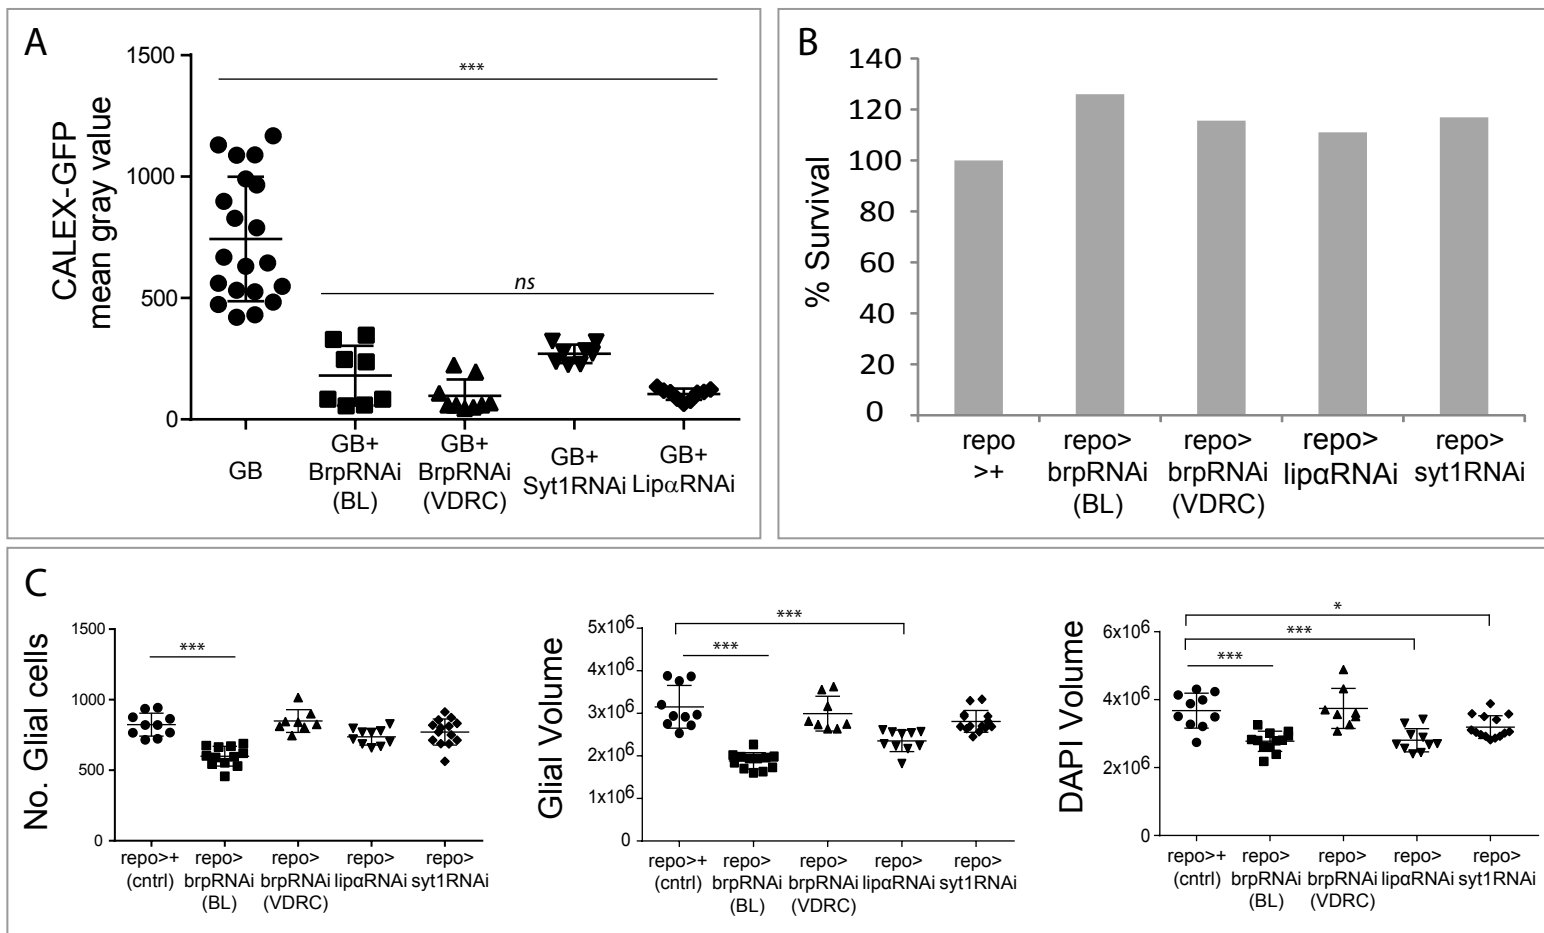 A
CALEX-GFP
mean gray value
1500
1000
500
0
***
ns
GB
GB+
BrpRNAi
(BL)
GB+
BrpRNAi
(VDRC)
GB+
Syt1RNAi
GB+
LipαRNAi
B
% Survival
140
120
100
80
60
40
20
0
repo
>+
repo>
brpRNAi
(BL)
repo>
brpRNAi
(VDRC)
repo>
lipαRNAi
repo>
syt1RNAi
C
No. Glial cells
1500
1000
500
0
***
repo>+
(cntrl)
repo>
brpRNAi
(BL)
repo>
brpRNAi
(VDRC)
repo>
lipαRNAi
repo>
syt1RNAi
Glial Volume
5x10⁶
4x10⁶
3x10⁶
2x10⁶
1x10⁶
0
***
***
repo>+
(cntrl)
repo>
brpRNAi
(BL)
repo>
brpRNAi
(VDRC)
repo>
lipαRNAi
repo>
syt1RNAi
DAPI Volume
6x10⁶
4x10⁶
2x10⁶
0
*
***
***
repo>+
(cntrl)
repo>
brpRNAi
(BL)
repo>
brpRNAi
(VDRC)
repo>
lipαRNAi
repo>
syt1RNAi